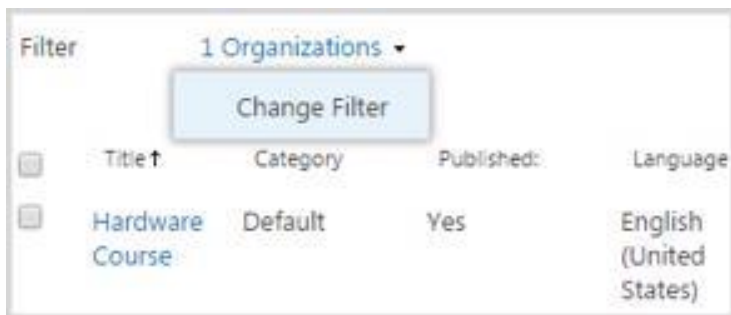 Filter 1 Organizations
Change Filter
Title↑ Category Published: Language
Hardware Default Yes English
Course (United
States)